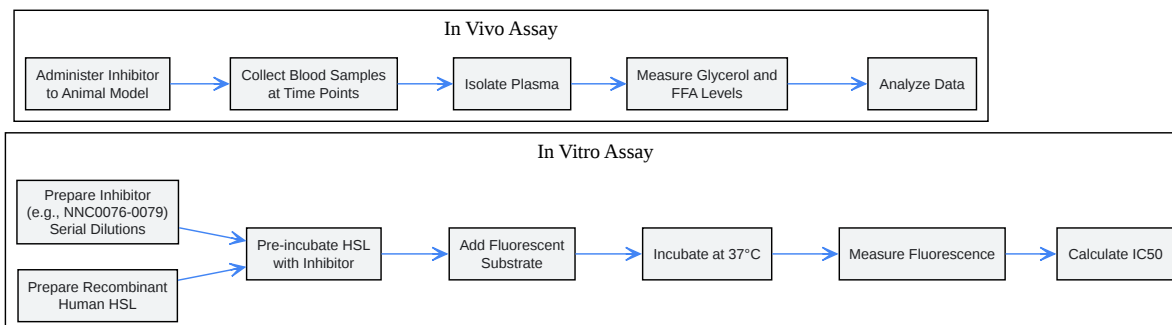 In Vivo Assay
Administer Inhibitor
to Animal Model
Collect Blood Samples
at Time Points
Isolate Plasma
Measure Glycerol and
FFA Levels
Analyze Data
In Vitro Assay
Prepare Inhibitor
(e.g., NNC0076-0079)
Serial Dilutions
Prepare Recombinant
Human HSL
Pre-incubate HSL
with Inhibitor
Add Fluorescent
Substrate
Incubate at 37°C
Measure Fluorescence
Calculate IC50